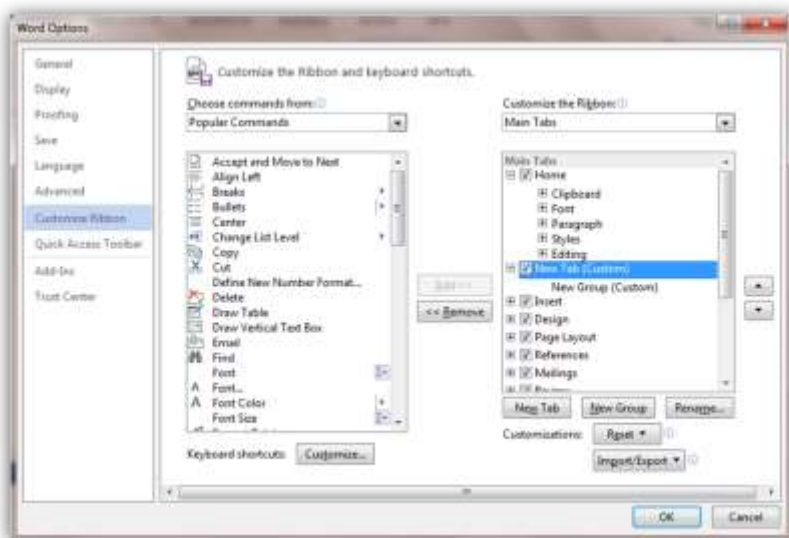 Word Options
General
Display
Proofing
Save
Language
Advanced
Customize Ribbon
Quick Access Toolbar
Add-Ins
Trust Center
Customize the Ribbon and keyboard shortcuts.
Choose commands from:
Popular Commands
Accept and Move to Next
Align Left
Breaks
Bullets
Center
Change List Level
Copy
Cut
Define New Number Format...
Delete
Draw Table
Draw Vertical Text Box
Email
Find
Font
Font...
Font Color
Font Size
Keyboard shortcuts: Customize...
Add >>
<< Remove
Customize the Ribbon:
Main Tabs
Main Tabs
Home
Clipboard
Font
Paragraph
Styles
Editing
New Tab (Custom)
New Group (Custom)
Insert
Design
Page Layout
References
Mailings
New Tab New Group Rename...
Customizations: Reset
Import/Export
OK Cancel